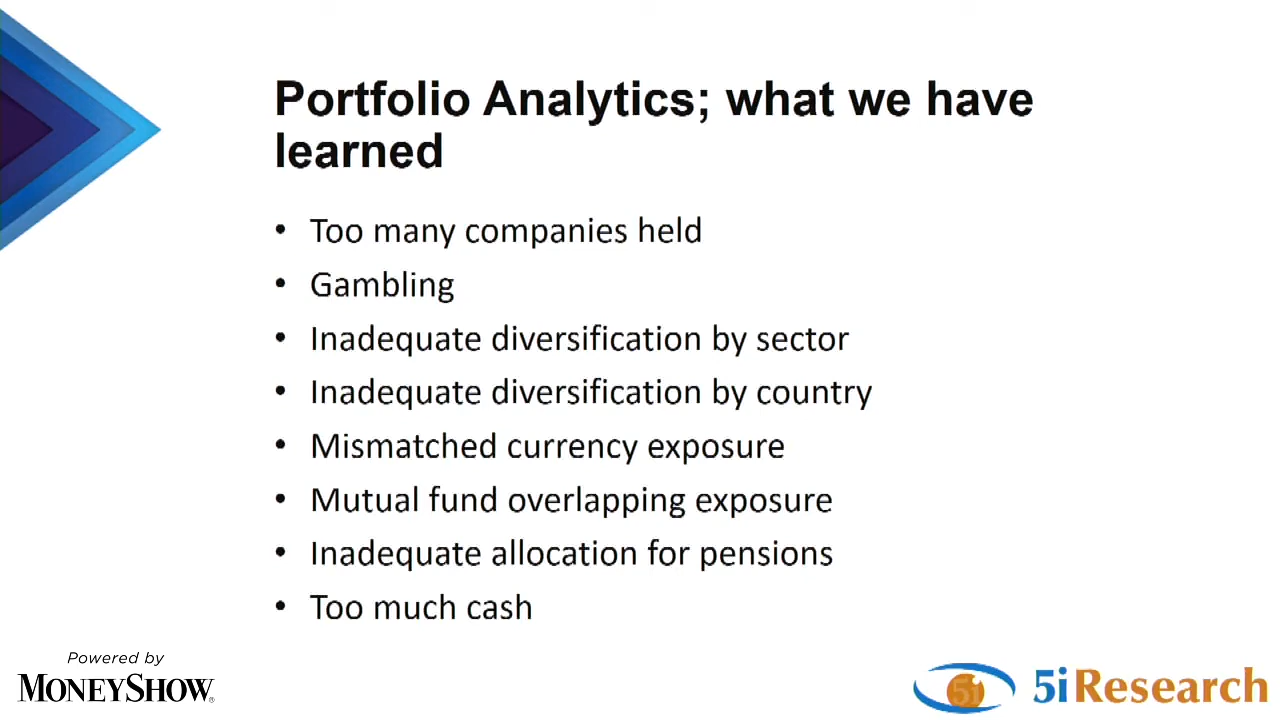 Portfolio Analytics; what we have
learned
• Too many companies held
• Gambling
• Inadequate diversification by sector
• Inadequate diversification by country
• Mismatched currency exposure
• Mutual fund overlapping exposure
• Inadequate allocation for pensions
• Too much cash
Powered by
MONEYSHOW®
5i 5iResearch